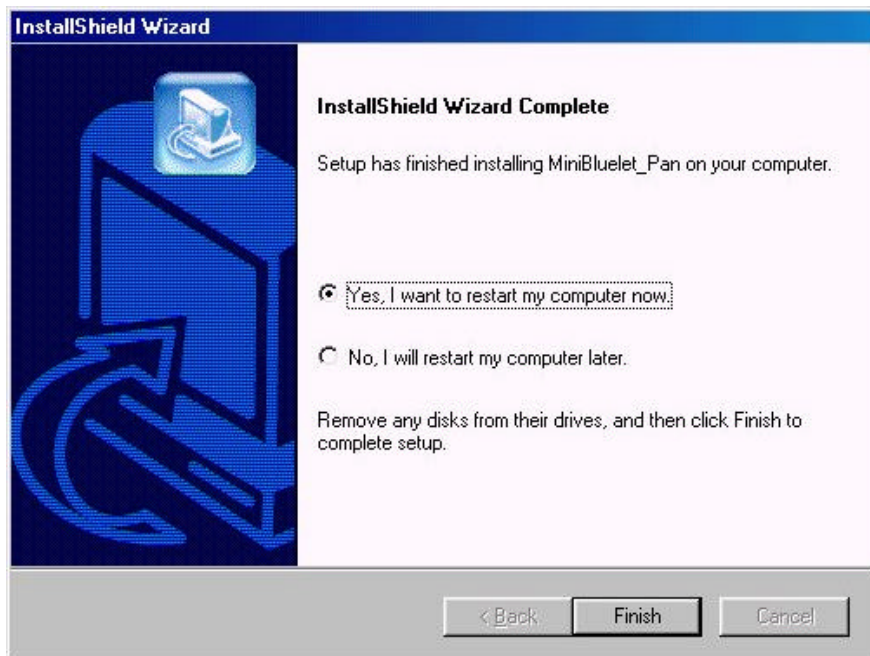 InstallShield Wizard
InstallShield Wizard Complete
Setup has finished installing MiniBluelet_Pan on your computer.
Yes, I want to restart my computer now.
No, I will restart my computer later.
Remove any disks from their drives, and then click Finish to
complete setup.
< Back
Finish
Cancel